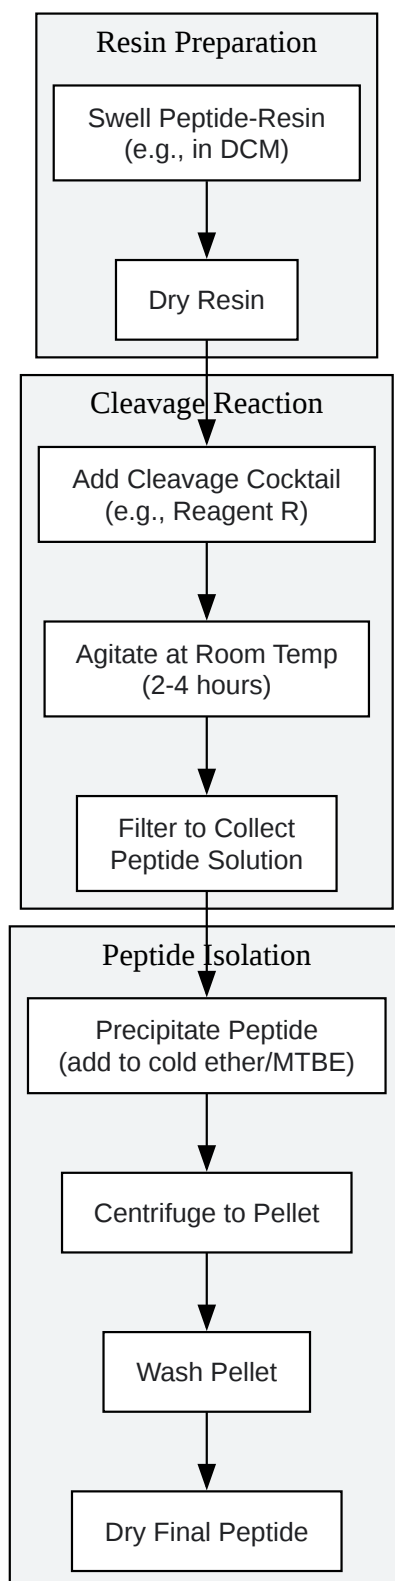 Resin Preparation
Swell Peptide-Resin
(e.g., in DCM)
Dry Resin
Cleavage Reaction
Add Cleavage Cocktail
(e.g., Reagent R)
Agitate at Room Temp
(2-4 hours)
Filter to Collect
Peptide Solution
Peptide Isolation
Precipitate Peptide
(add to cold ether/MTBE)
Centrifuge to Pellet
Wash Pellet
Dry Final Peptide